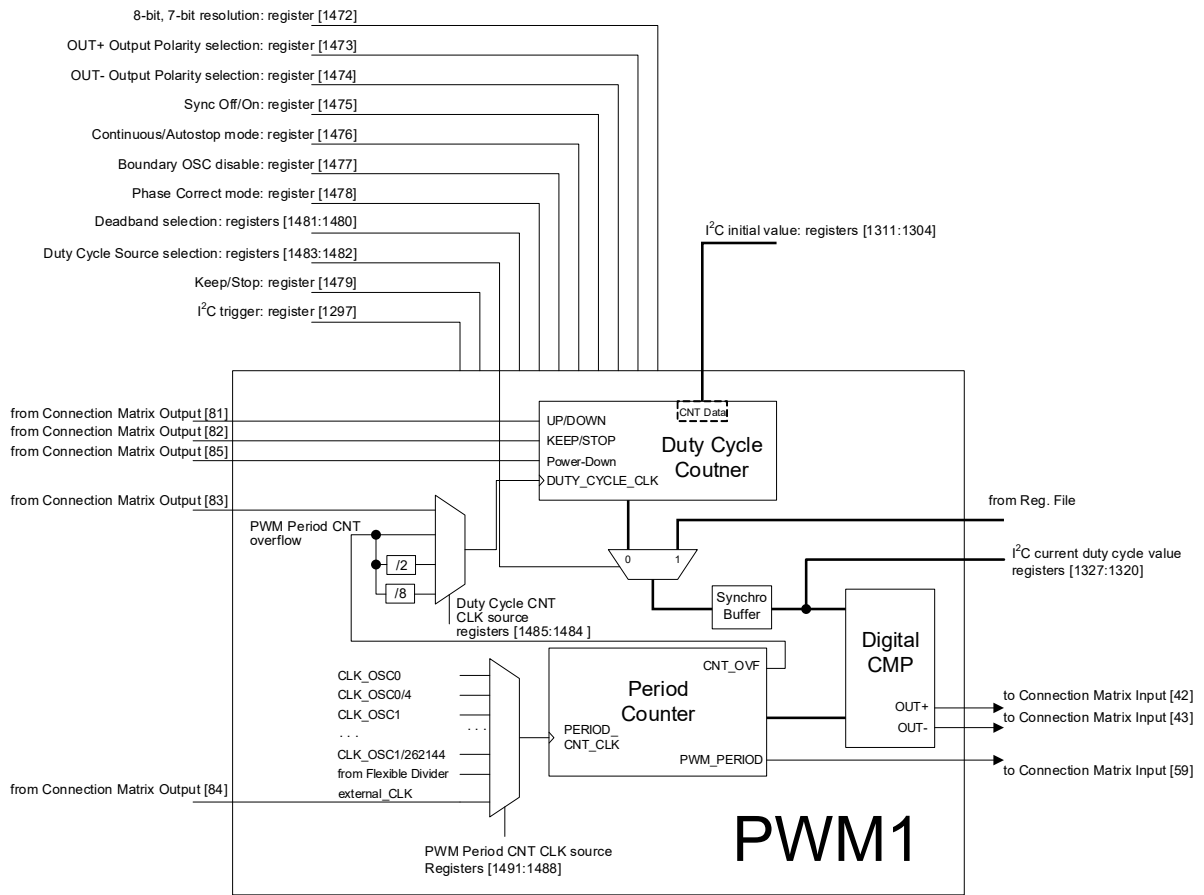 8-bit, 7-bit resolution: register [1472]
OUT+ Output Polarity selection: register [1473]
OUT- Output Polarity selection: register [1474]
Sync Off/On: register [1475]
Continuous/Autostop mode: register [1476]
Boundary OSC disable: register [1477]
Phase Correct mode: register [1478]
Deadband selection: registers [1481:1480]
Duty Cycle Source selection: registers [1483:1482]
Keep/Stop: register [1479]
I²C trigger: register [1297]
I²C initial value: registers [1311:1304]
from Connection Matrix Output [81]
from Connection Matrix Output [82]
from Connection Matrix Output [85]
from Connection Matrix Output [83]
UP/DOWN
KEEP/STOP
Power-Down
DUTY_CYCLE_CLK
CNT Data
Duty Cycle
Coutner
PWM Period CNT
overflow
/2
/8
Duty Cycle CNT
CLK source
registers [1485:1484 ]
0
1
from Reg. File
I²C current duty cycle value
registers [1327:1320]
Synchro
Buffer
Digital
CMP
OUT+
OUT-
to Connection Matrix Input [42]
to Connection Matrix Input [43]
to Connection Matrix Input [59]
CNT_OVF
Period
Counter
PERIOD_
CNT_CLK
PWM_PERIOD
CLK_OSC0
CLK_OSC0/4
CLK_OSC1
. . .
. . .
CLK_OSC1/262144
from Flexible Divider
external_CLK
from Connection Matrix Output [84]
PWM Period CNT CLK source
Registers [1491:1488]
PWM1